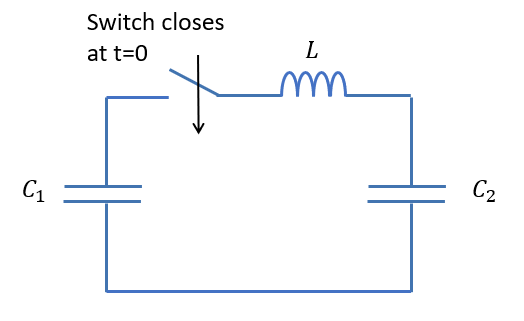 Switch closes
at t=0
L
C₁
C₂